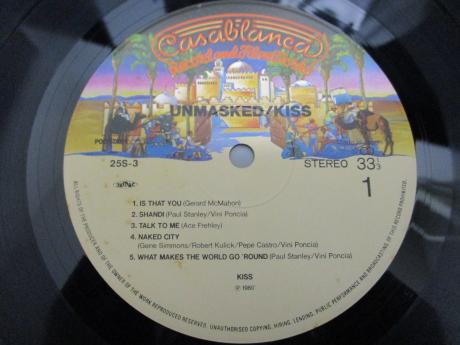 Casablanca
Record and FilmWorks
UNMASKED/KISS
25S-3
STEREO 33 1/3
1
1. IS THAT YOU (Gerard McMahon)
2. SHANDI (Paul Stanley/Vini Poncia)
3. TALK TO ME (Ace Frehley)
4. NAKED CITY
(Gene Simmons/Robert Kulick/Pepe Castro/Vini Poncia)
5. WHAT MAKES THE WORLD GO 'ROUND (Paul Stanley/Vini Poncia)
KISS
℗ 1980
ALL RIGHTS OF THE PRODUCER AND OF THE OWNER OF THE WORK REPRODUCED RESERVED. UNAUTHORISED COPYING, HIRING, LENDING, PUBLIC PERFORMANCE AND BROADCASTING OF THIS RECORD PROHIBITED.